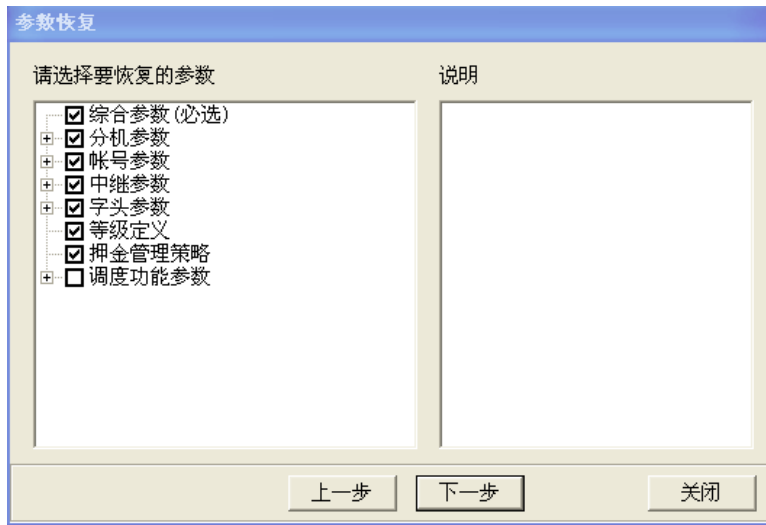 参数恢复
请选择要恢复的参数
说明
综合参数(必选)
分机参数
帐号参数
中继参数
字头参数
等级定义
押金管理策略
调度功能参数
上一步
下一步
关闭